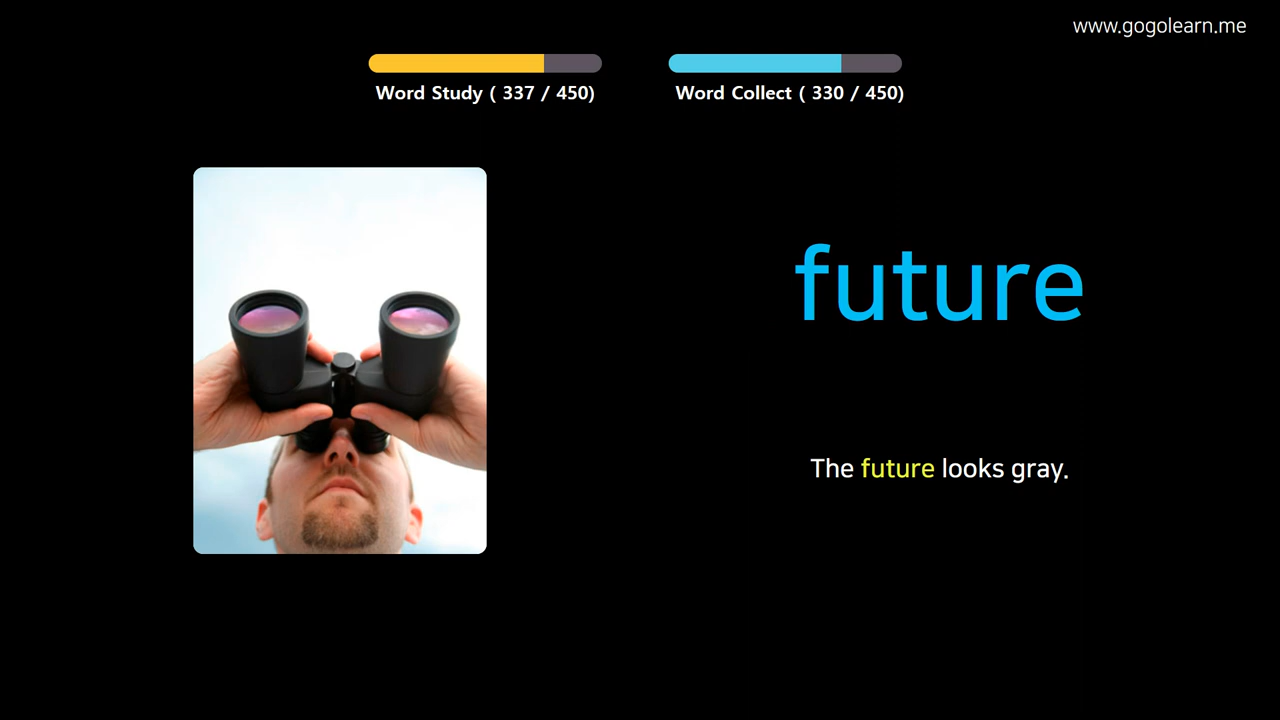 www.gogolearn.me
Word Study ( 337 / 450)
Word Collect ( 330 / 450)
future
The future looks gray.